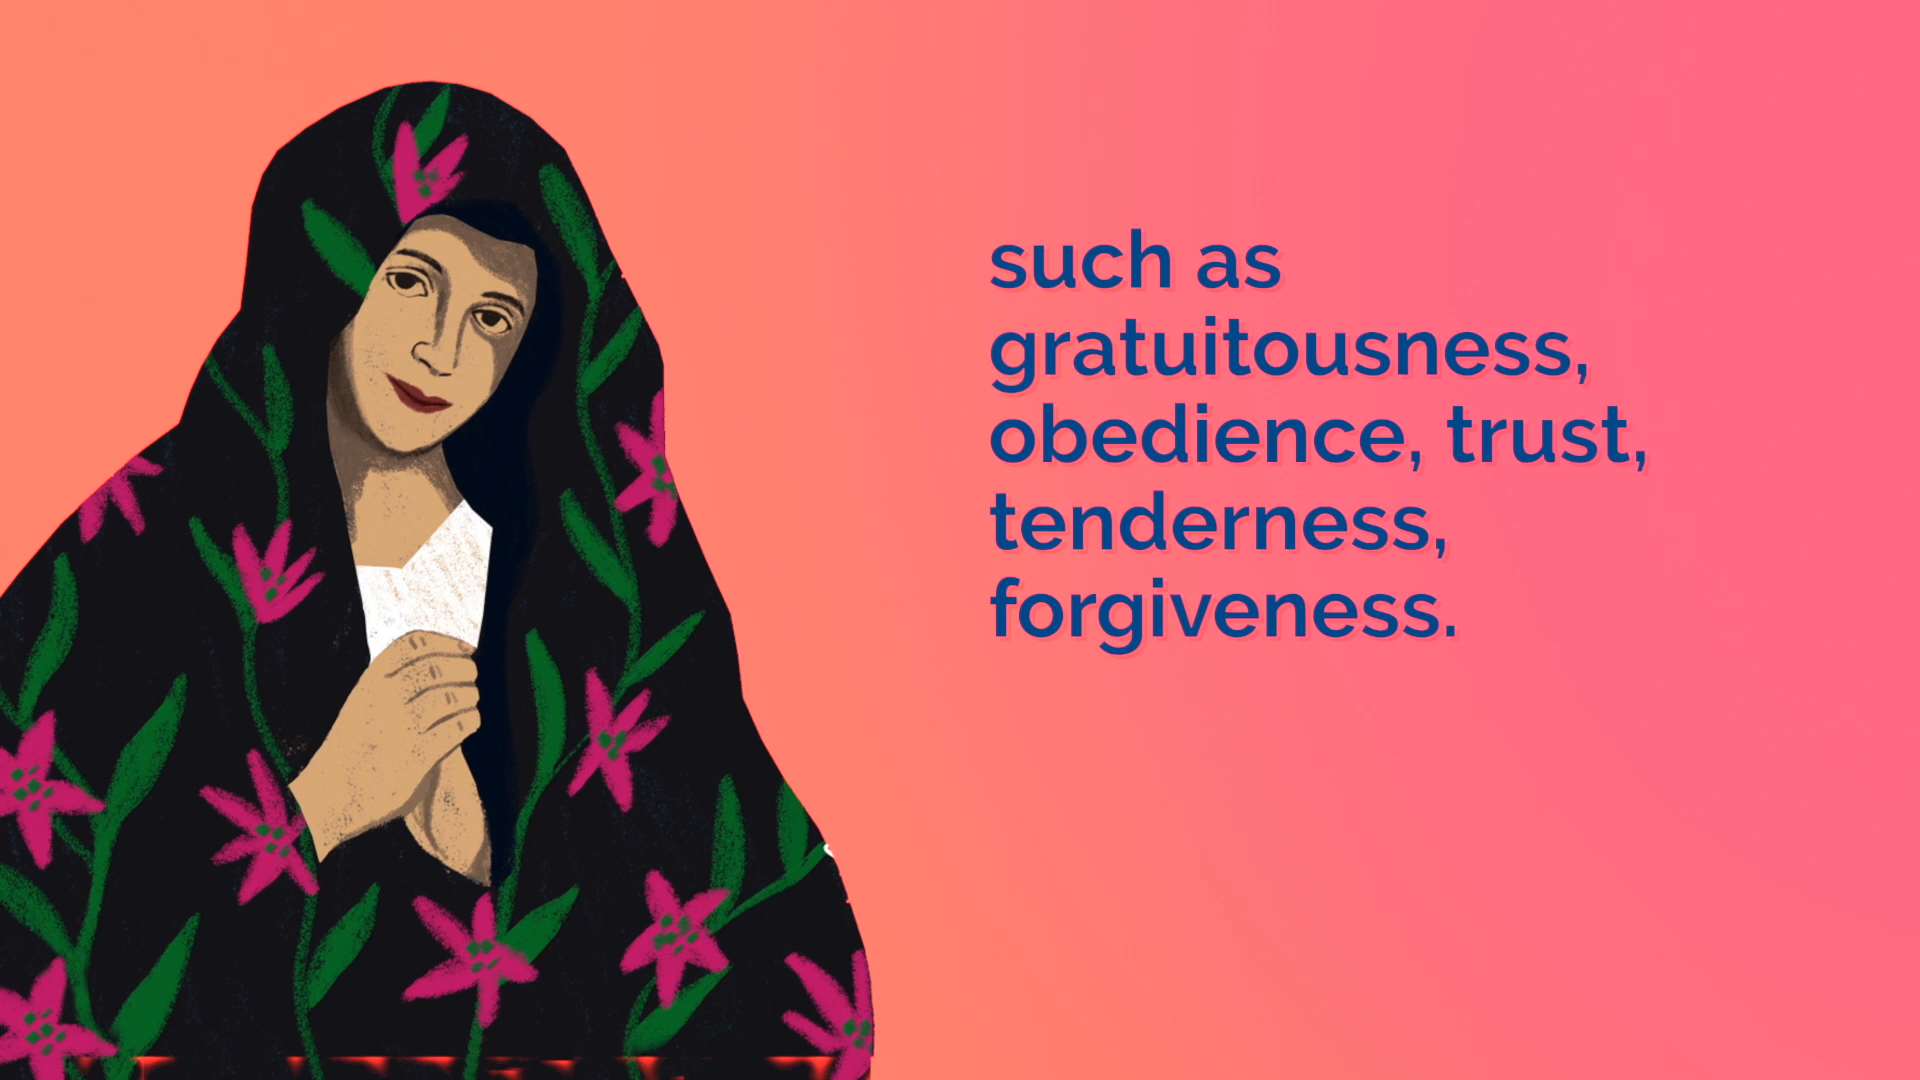 such as
gratuitousness,
obedience, trust,
tenderness,
forgiveness.